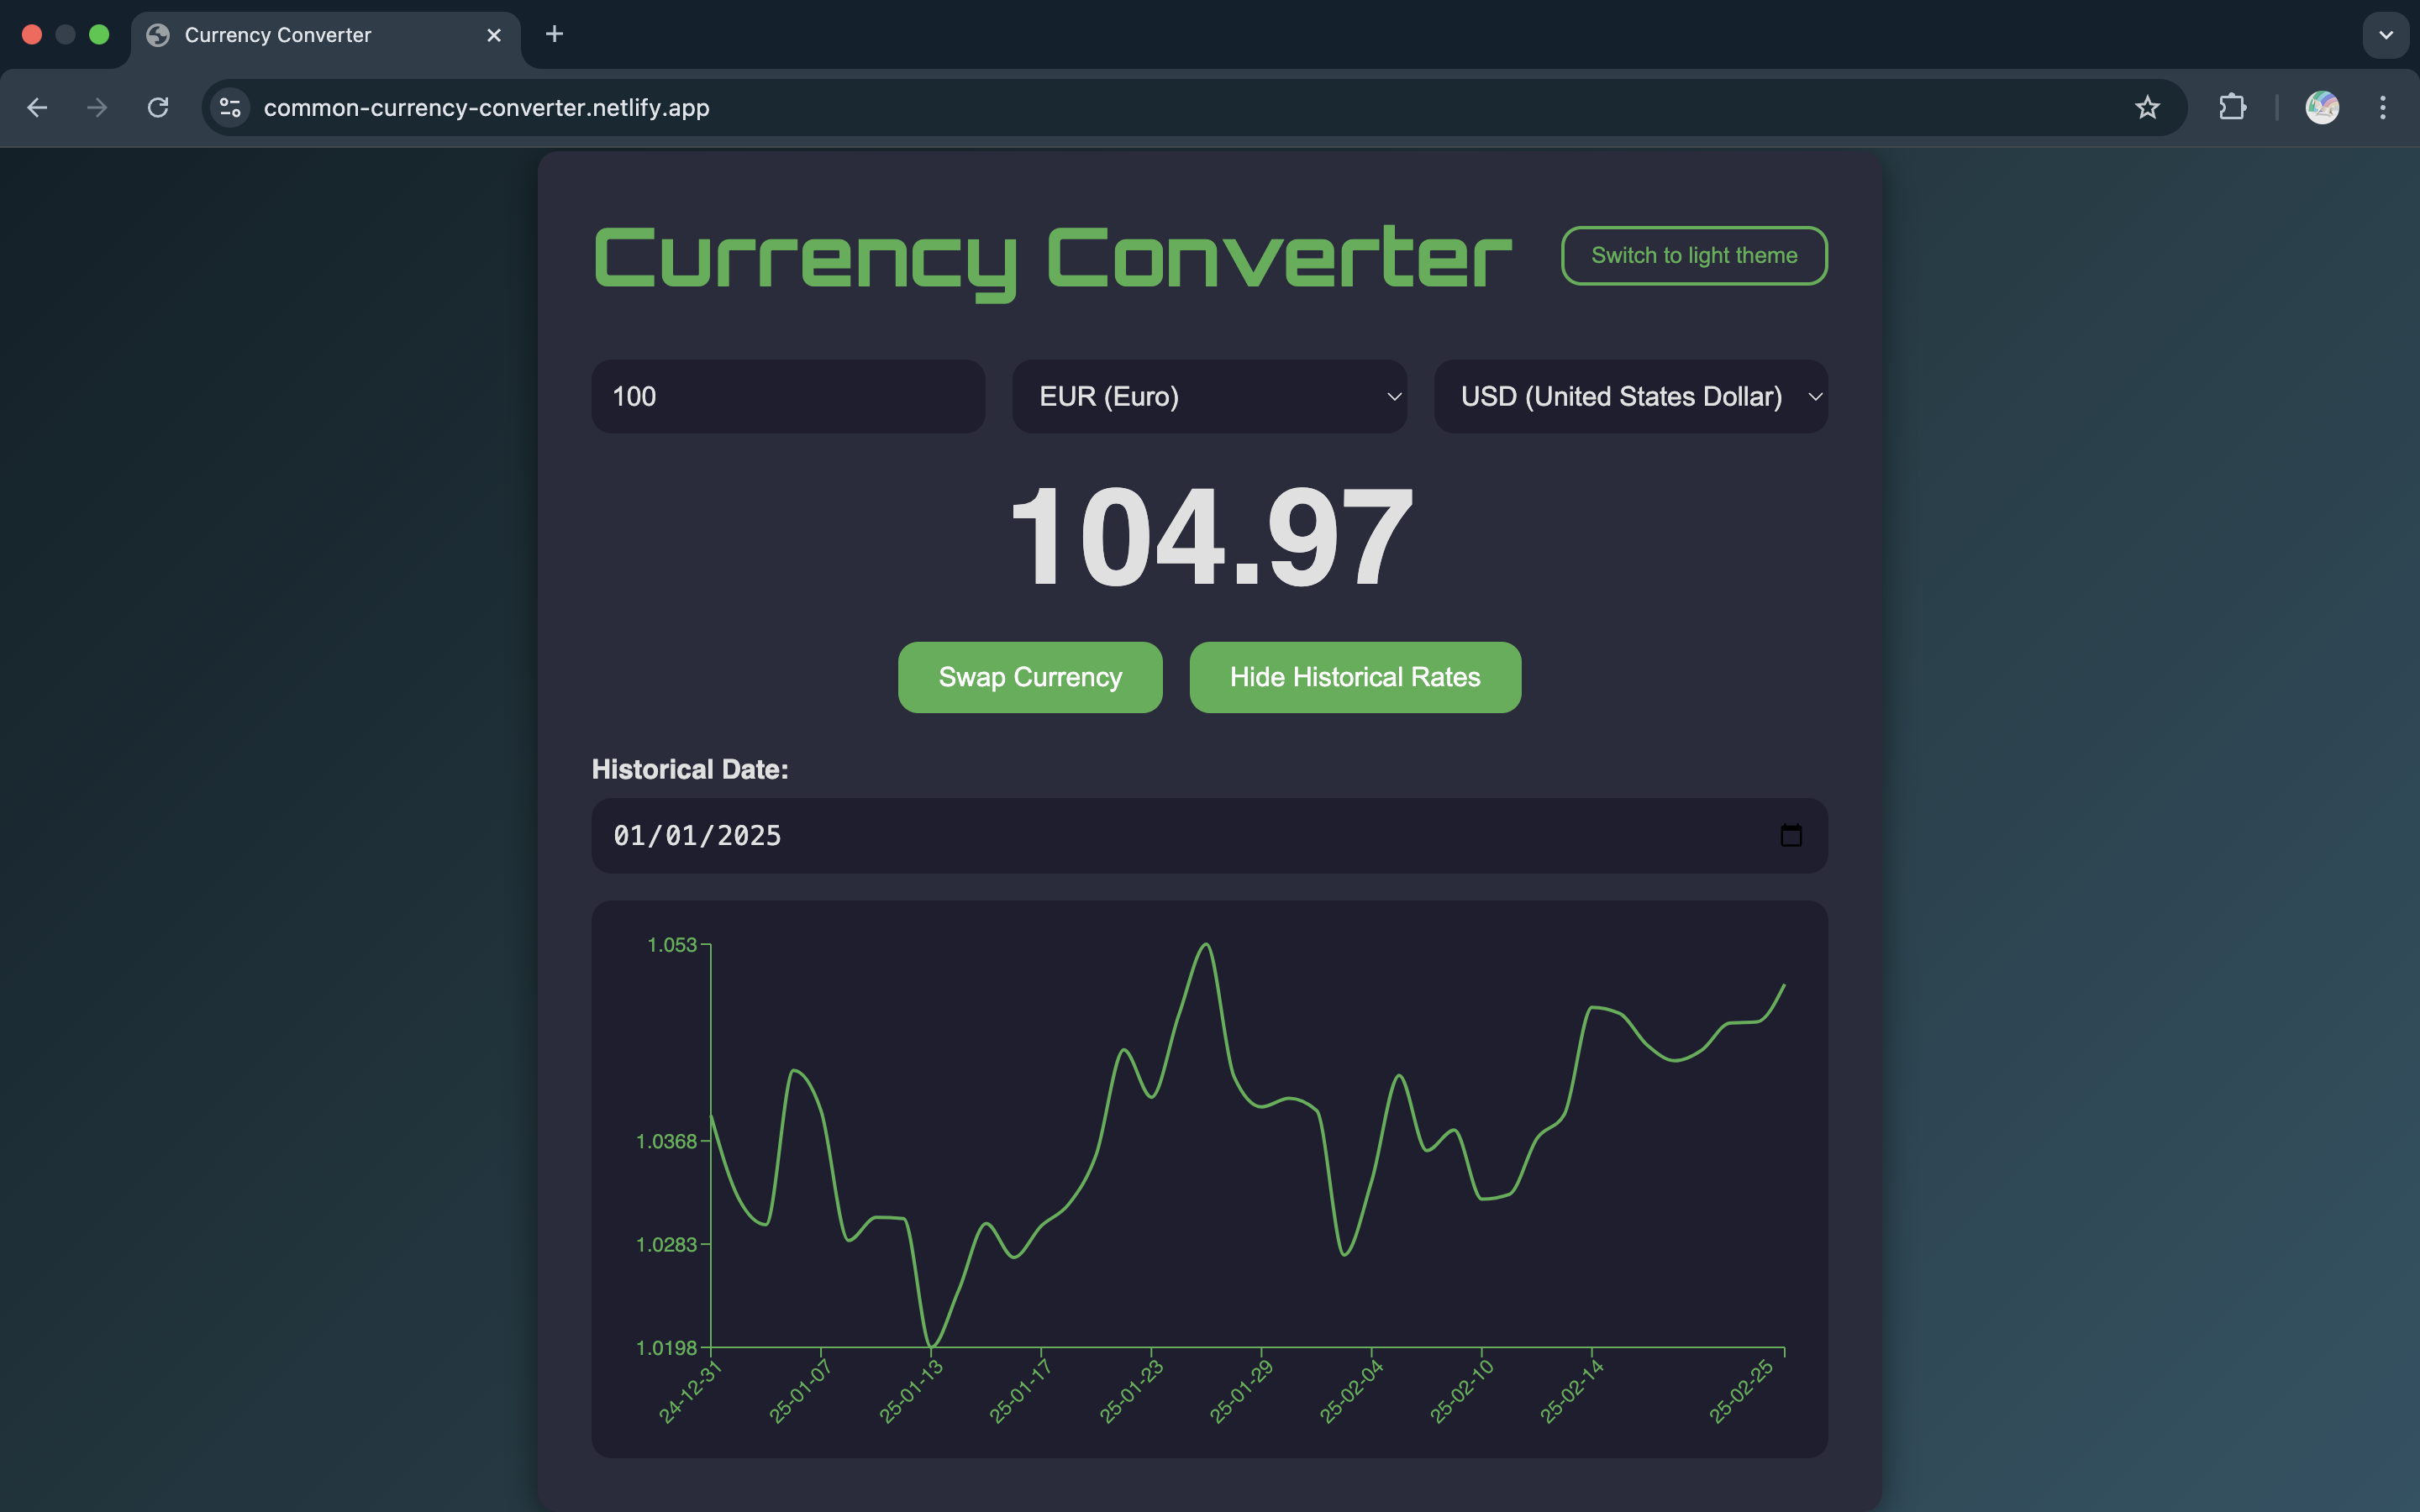 Currency Converter
common-currency-converter.netlify.app
Currency Converter
Switch to light theme
100
EUR (Euro)
USD (United States Dollar)
104.97
Swap Currency
Hide Historical Rates
Historical Date:
01/01/2025
1.053
1.0368
1.0283
1.0198
24-12-31
25-01-07
25-01-13
25-01-17
25-01-23
25-01-29
25-02-04
25-02-10
25-02-14
25-02-25